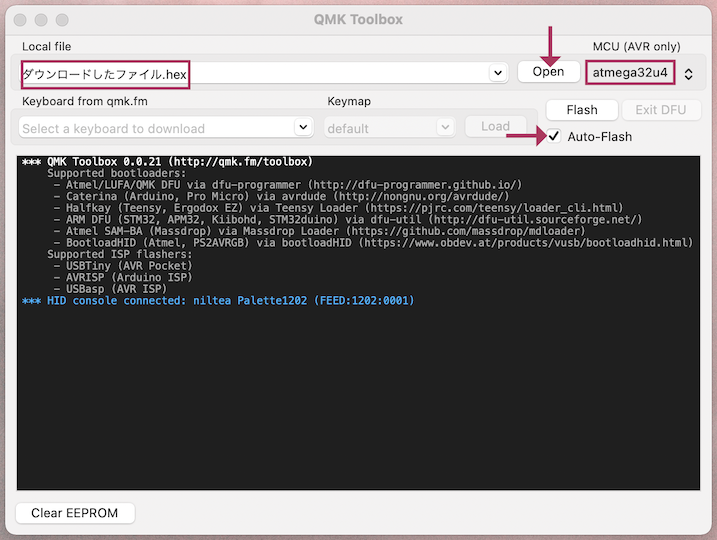 QMK Toolbox
Local file
MCU (AVR only)
ダウンロードしたファイル.hex
Open
atmega32u4
Keyboard from qmk.fm
Keymap
Flash
Exit DFU
Select a keyboard to download
default
Load
Auto-Flash
*** QMK Toolbox 0.0.21 (http://qmk.fm/toolbox)
Supported bootloaders:
- Atmel/LUFA/QMK DFU via dfu-programmer (http://dfu-programmer.github.io/)
- Caterina (Arduino, Pro Micro) via avrdude (http://nongnu.org/avrdude/)
- Halfkay (Teensy, Ergodox EZ) via Teensy Loader (https://pjrc.com/teensy/loader_cli.html)
- ARM DFU (STM32, APM32, Kiibohd, STM32duino) via dfu-util (http://dfu-util.sourceforge.net/)
- Atmel SAM-BA (Massdrop) via Massdrop Loader (https://github.com/massdrop/mdloader)
- BootloadHID (Atmel, PS2AVRGB) via bootloadHID (https://www.obdev.at/products/vusb/bootloadhid.html)
Supported ISP flashers:
- USBTiny (AVR Pocket)
- AVRISP (Arduino ISP)
- USBasp (AVR ISP)
*** HID console connected: niltea Palette1202 (FEED:1202:0001)
Clear EEPROM